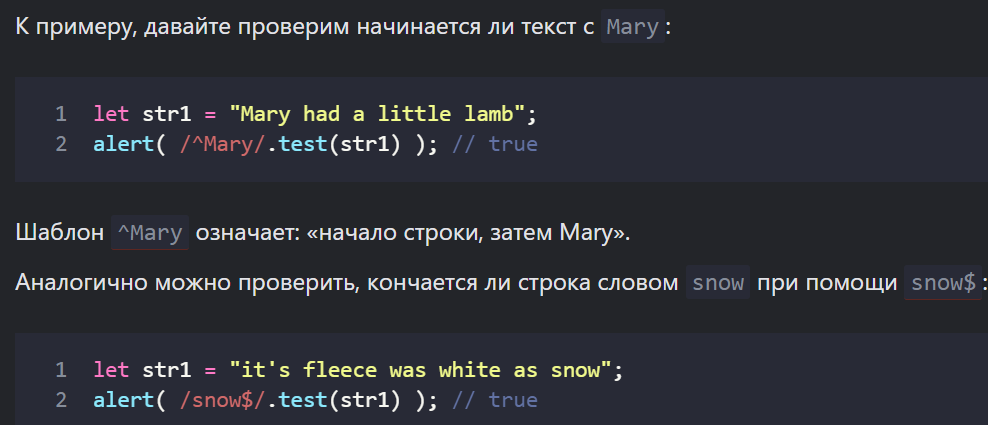 К примеру, давайте проверим начинается ли текст с Mary:
1 let str1 = "Mary had a little lamb";
2 alert( /^Mary/.test(str1) ); // true
Шаблон ^Mary означает: «начало строки, затем Mary».
Аналогично можно проверить, кончается ли строка словом snow при помощи snow$:
1 let str1 = "it's fleece was white as snow";
2 alert( /snow$/.test(str1) ); // true